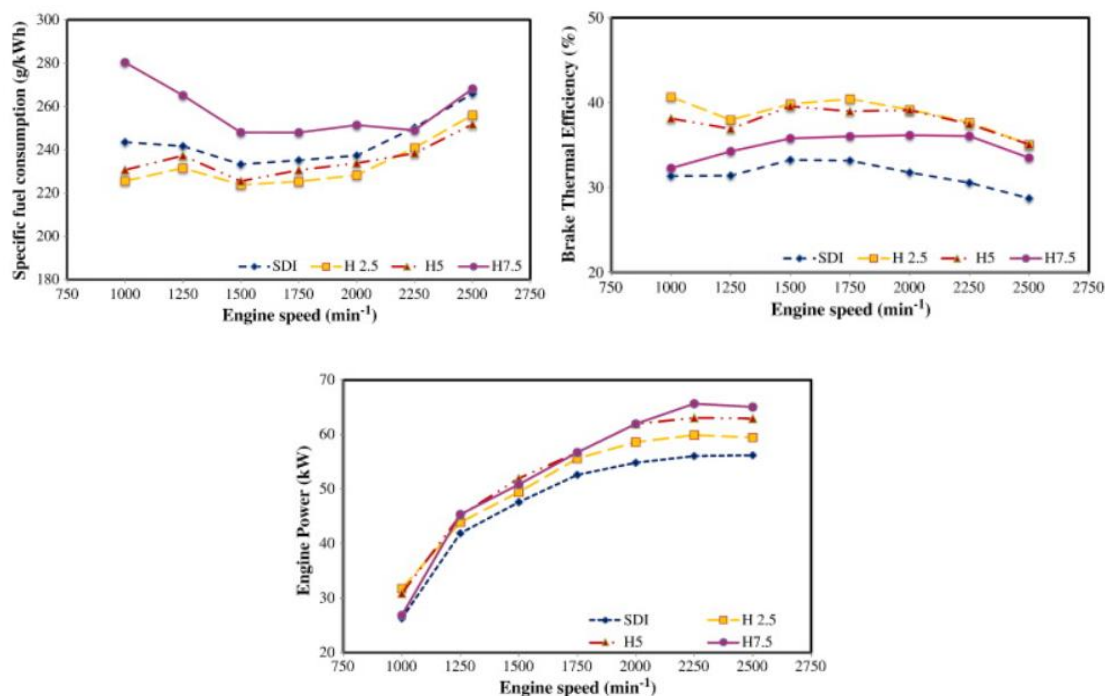 Specific fuel consumption (g/kWh)
300
280
260
240
220
200
180
SDI H 2.5 H5 H7.5
750 1000 1250 1500 1750 2000 2250 2500 2750
Engine speed (min⁻¹)
Brake Thermal Efficiency (%)
50
40
30
20
SDI H 2.5 H5 H7.5
750 1000 1250 1500 1750 2000 2250 2500 2750
Engine speed (min⁻¹)
Engine Power (kW)
70
60
50
40
30
20
SDI H 2.5
H5 H7.5
750 1000 1250 1500 1750 2000 2250 2500 2750
Engine speed (min⁻¹)